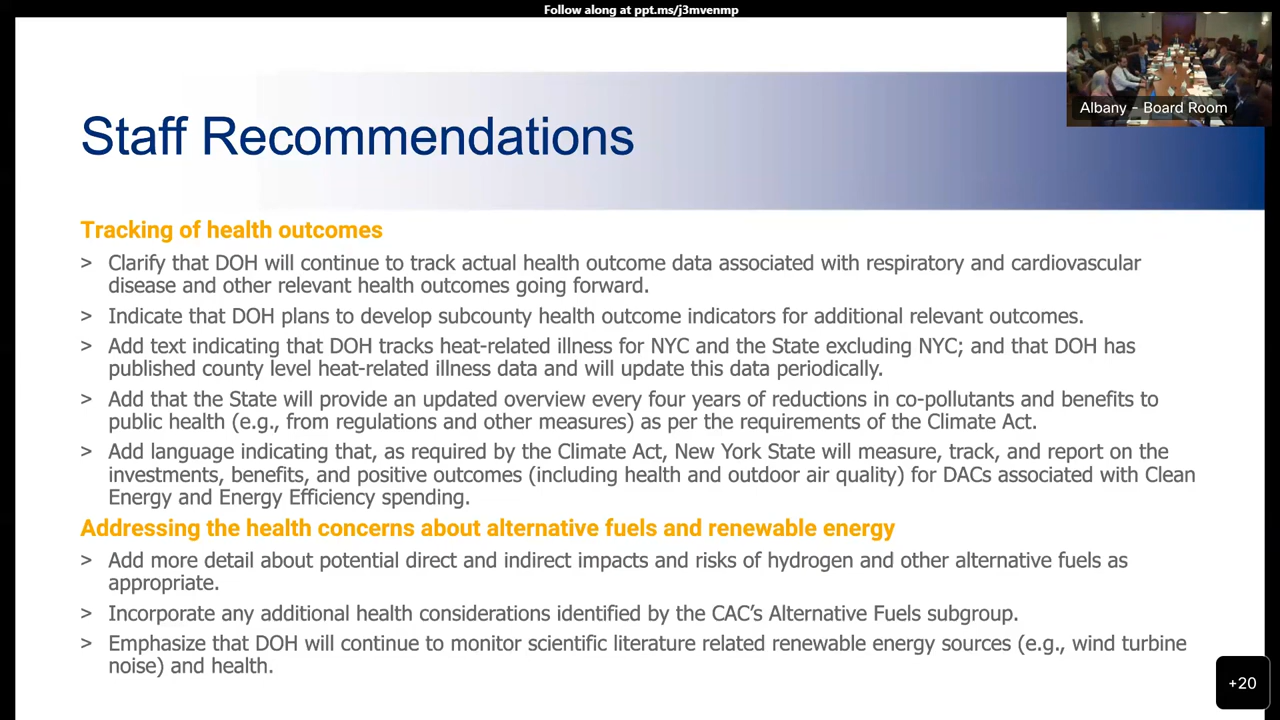 Follow along at ppt.ms/j3mvenmp
Albany - Board Room
Staff Recommendations
Tracking of health outcomes
> Clarify that DOH will continue to track actual health outcome data associated with respiratory and cardiovascular
disease and other relevant health outcomes going forward.
> Indicate that DOH plans to develop subcounty health outcome indicators for additional relevant outcomes.
> Add text indicating that DOH tracks heat-related illness for NYC and the State excluding NYC; and that DOH has
published county level heat-related illness data and will update this data periodically.
> Add that the State will provide an updated overview every four years of reductions in co-pollutants and benefits to
public health (e.g., from regulations and other measures) as per the requirements of the Climate Act.
> Add language indicating that, as required by the Climate Act, New York State will measure, track, and report on the
investments, benefits, and positive outcomes (including health and outdoor air quality) for DACs associated with Clean
Energy and Energy Efficiency spending.
Addressing the health concerns about alternative fuels and renewable energy
> Add more detail about potential direct and indirect impacts and risks of hydrogen and other alternative fuels as
appropriate.
> Incorporate any additional health considerations identified by the CAC's Alternative Fuels subgroup.
> Emphasize that DOH will continue to monitor scientific literature related renewable energy sources (e.g., wind turbine
noise) and health.
+20